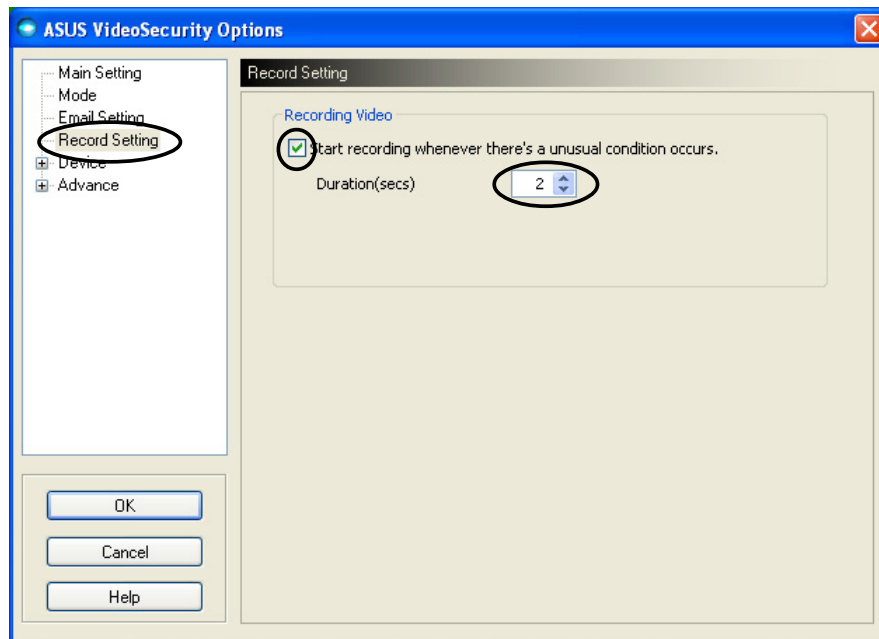 ASUS VideoSecurity Options
Main Setting
Mode
Email Setting
Record Setting
Device
Advance
Record Setting
Recording Video
Start recording whenever there's a unusual condition occurs.
Duration(secs) 2
OK
Cancel
Help